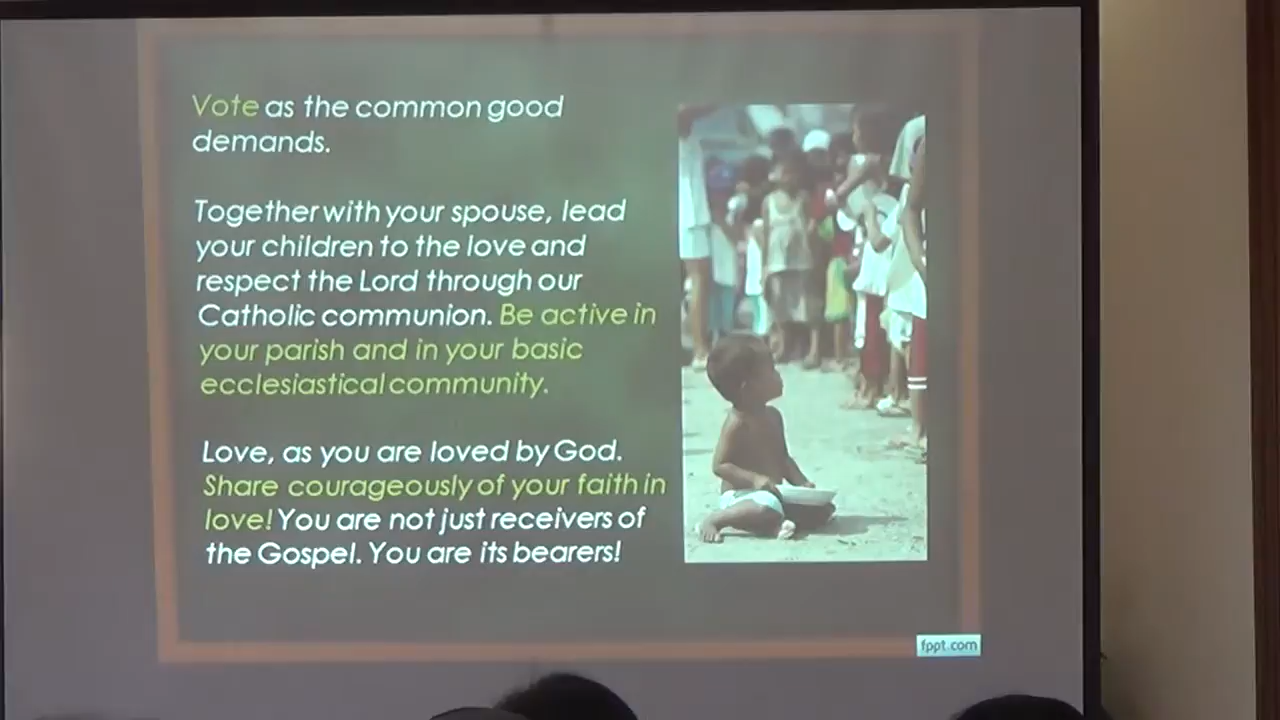 Vote as the common good
demands.
Together with your spouse, lead
your children to the love and
respect the Lord through our
Catholic communion. Be active in
your parish and in your basic
ecclesiastical community.
Love, as you are loved by God.
Share courageously of your faith in
love! You are not just receivers of
the Gospel. You are its bearers!
fppt.com